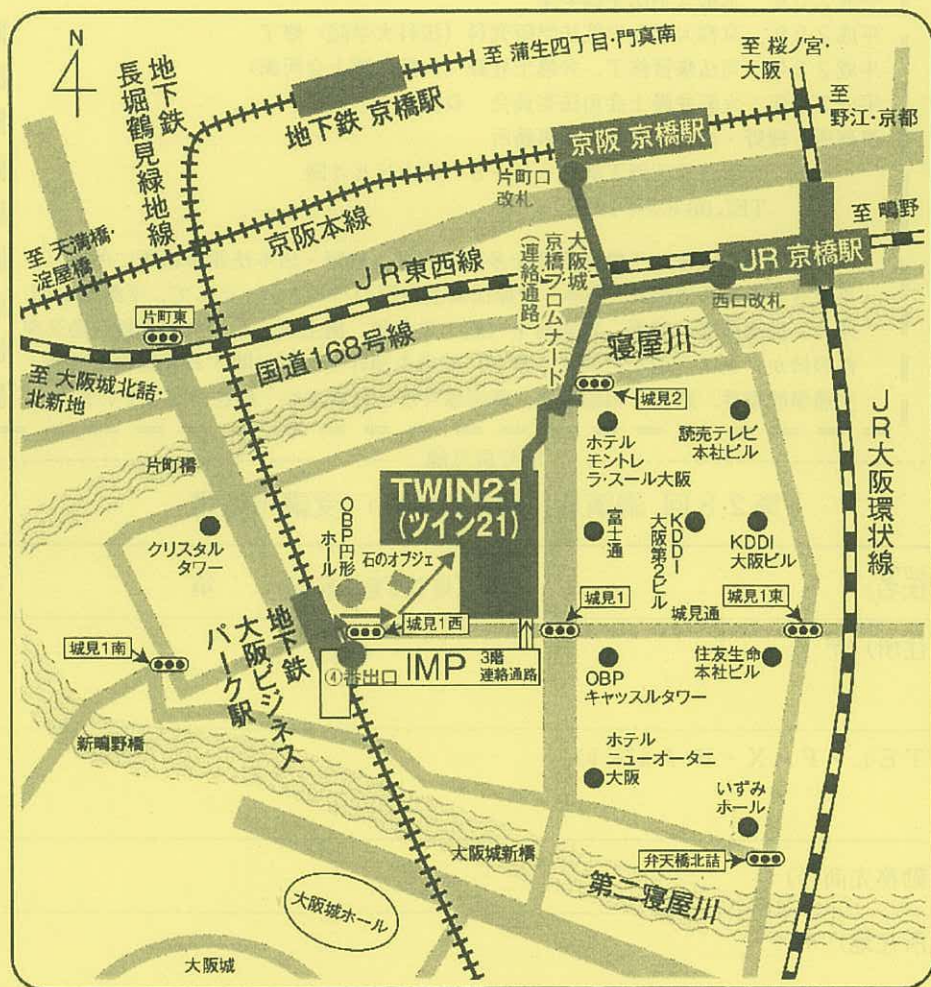 N
至 蒲生四丁目・門真南
至 桜ノ宮・
大阪
地下鉄
長堀鶴見緑地線
地下鉄 京橋駅
至
野江・京都
京阪 京橋駅
片町口
改札
至 鴫野
至 天満橋・
淀屋橋
京阪本線
JR東西線
大阪城
京橋プロムナード
(連絡通路)
JR 京橋駅
西口改札
片町東
国道168号線
寝屋川
至 大阪城北詰・
北新地
城見2
JR大阪環状線
ホテル
モントレ
ラ・スール大阪
読売テレビ
本社ビル
片町橋
TWIN21
(ツイン21)
クリスタル
タワー
OBP円形
ホール
石のオブジェ
富士通
KDDI
大阪第2ビル
KDDI
大阪ビル
城見1
城見通
城見1東
城見1西
城見1南
地下鉄
大阪ビジネス
パーク駅
④番出口
IMP
3階
連絡通路
OBP
キャッスルタワー
住友生命
本社ビル
新鴫野橋
ホテル
ニューオータニ
大阪
いずみ
ホール
大阪城新橋
弁天橋北詰
第二寝屋川
大阪城ホール
大阪城